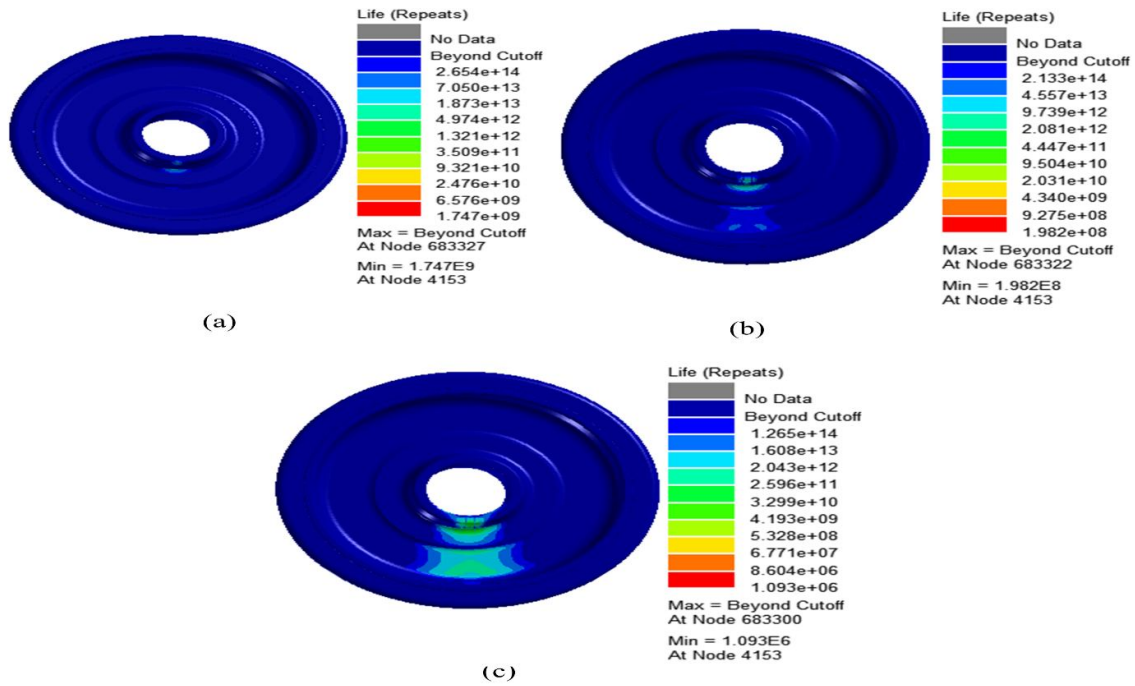 Life (Repeats)
No Data
Beyond Cutoff
2.654e+14
7.050e+13
1.873e+13
4.974e+12
1.321e+12
3.509e+11
9.321e+10
2.476e+10
6.576e+09
1.747e+09
Max = Beyond Cutoff
At Node 683327
Min = 1.747E9
At Node 4153
(a)
Life (Repeats)
No Data
Beyond Cutoff
2.133e+14
4.557e+13
9.739e+12
2.081e+12
4.447e+11
9.504e+10
2.031e+10
4.340e+09
9.275e+08
1.982e+08
Max = Beyond Cutoff
At Node 683322
Min = 1.982E8
At Node 4153
(b)
Life (Repeats)
No Data
Beyond Cutoff
1.265e+14
1.608e+13
2.043e+12
2.596e+11
3.299e+10
4.193e+09
5.328e+08
6.771e+07
8.604e+06
1.093e+06
Max = Beyond Cutoff
At Node 683300
Min = 1.093E6
At Node 4153
(c)